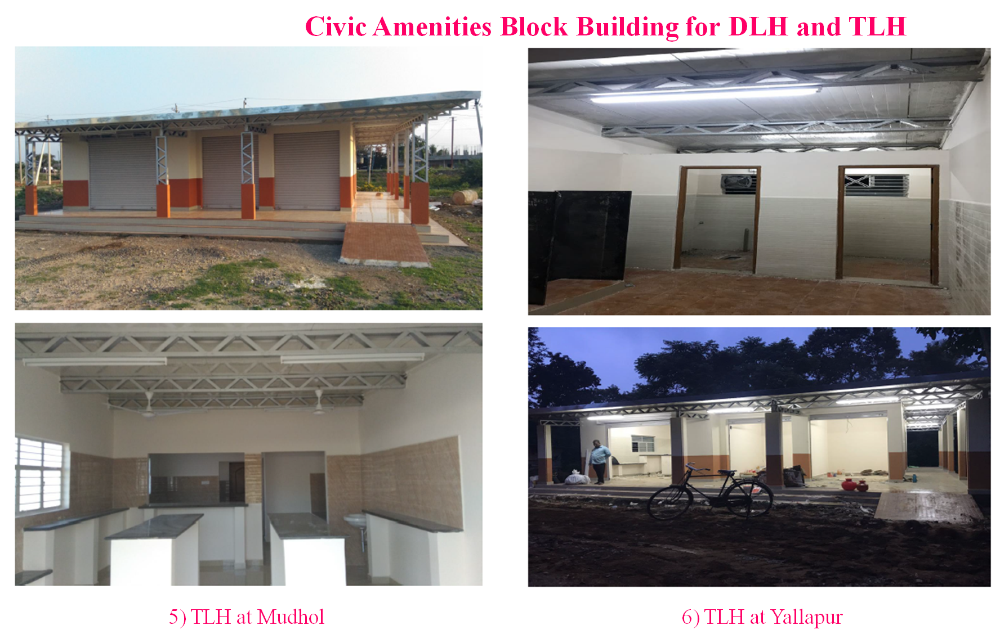 Civic Amenities Block Building for DLH and TLH
5) TLH at Mudhol
6) TLH at Yallapur